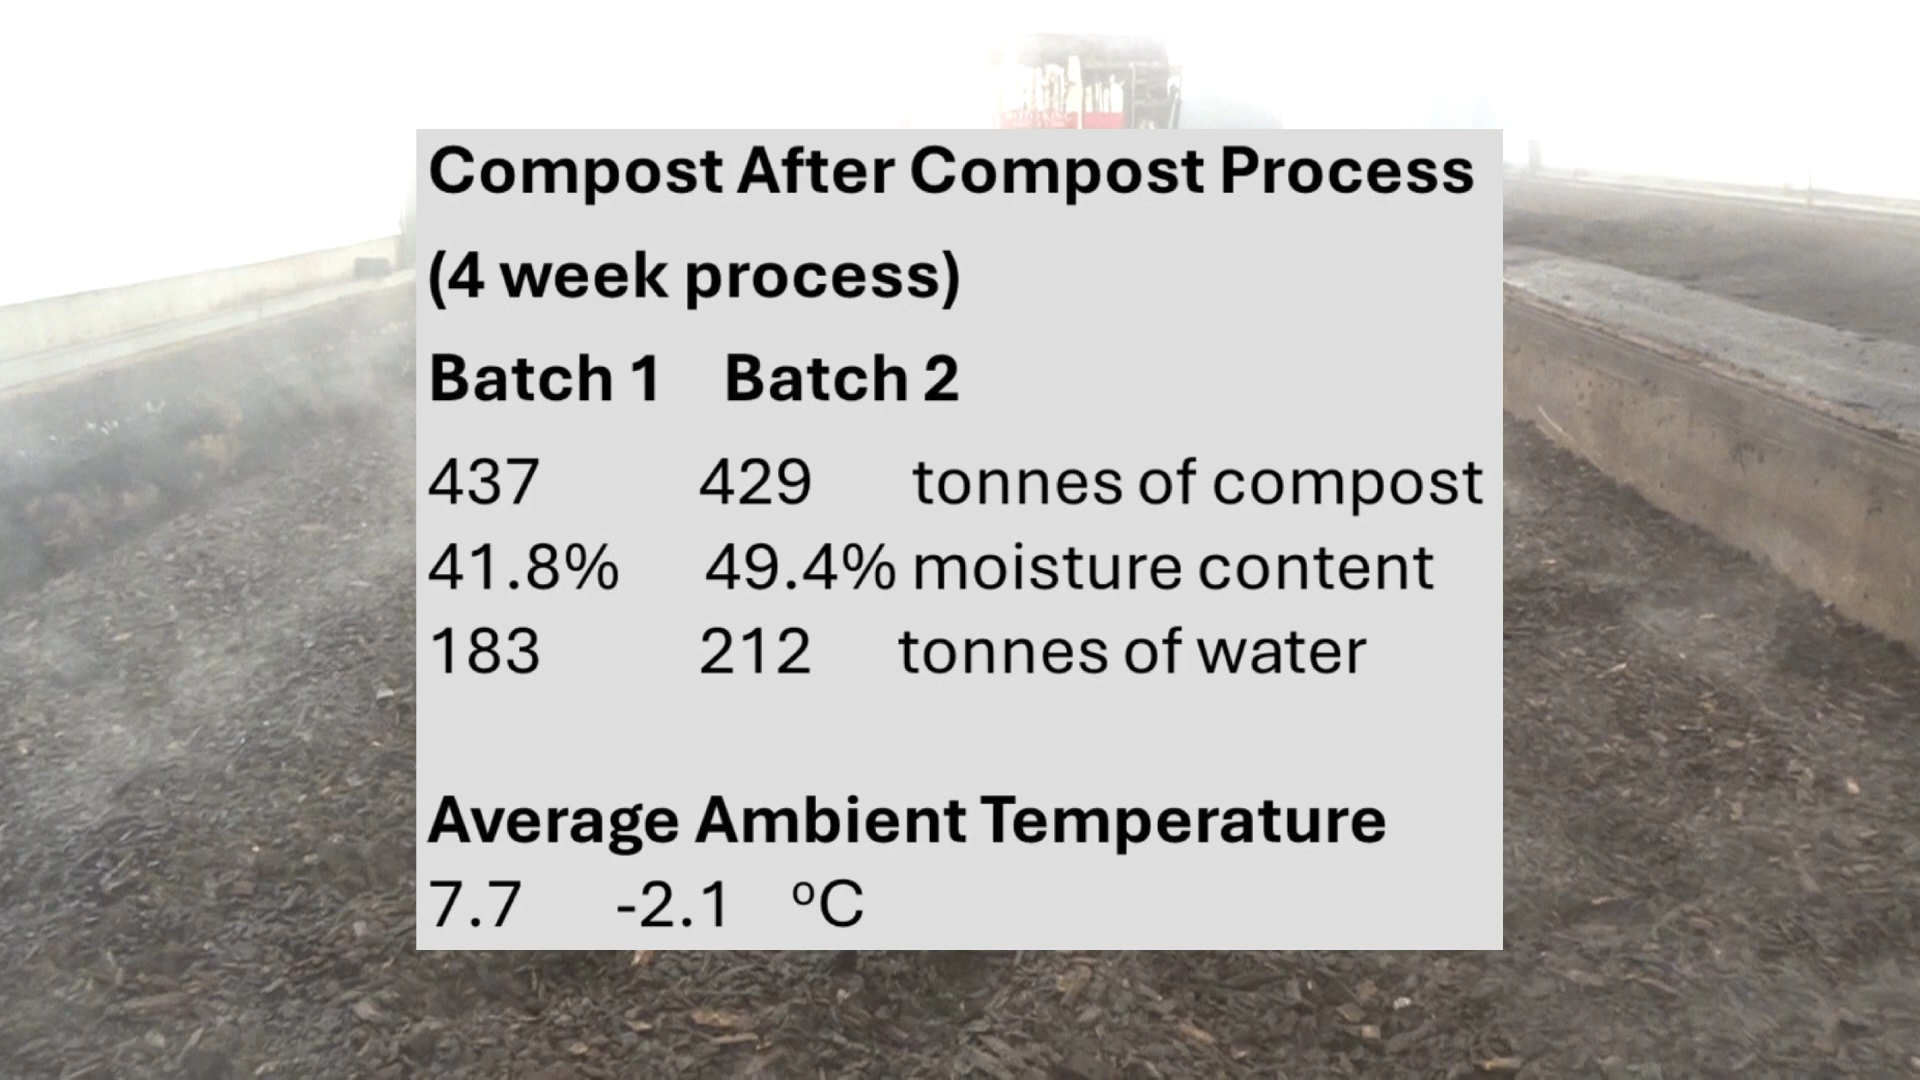 Compost After Compost Process
(4 week process)
Batch 1 Batch 2
437 429 tonnes of compost
41.8% 49.4% moisture content
183 212 tonnes of water
Average Ambient Temperature
7.7 -2.1 ºC